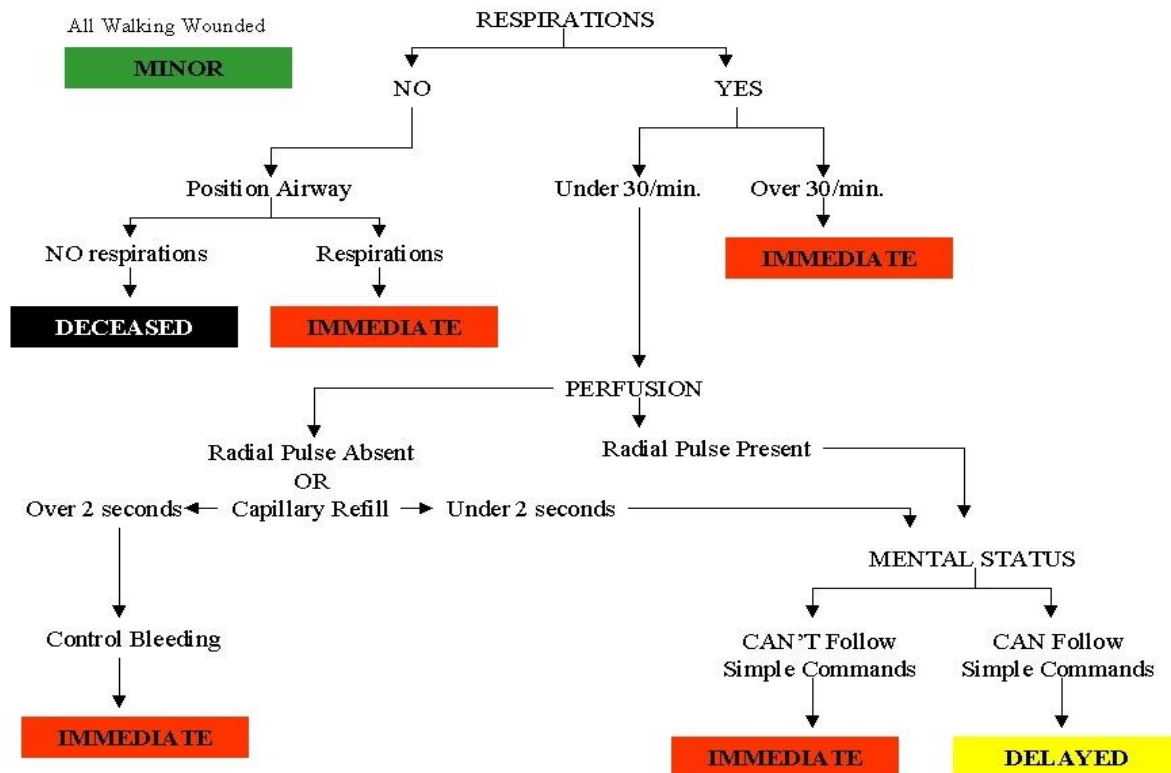 All Walking Wounded
MINOR
RESPIRATIONS
NO
YES
Position Airway
Under 30/min.
Over 30/min.
NO respirations
Respirations
IMMEDIATE
DECEASED
IMMEDIATE
PERFUSION
Radial Pulse Absent
OR
Radial Pulse Present
Over 2 seconds
Capillary Refill
Under 2 seconds
MENTAL STATUS
Control Bleeding
CAN'T Follow
Simple Commands
CAN Follow
Simple Commands
IMMEDIATE
IMMEDIATE
DELAYED